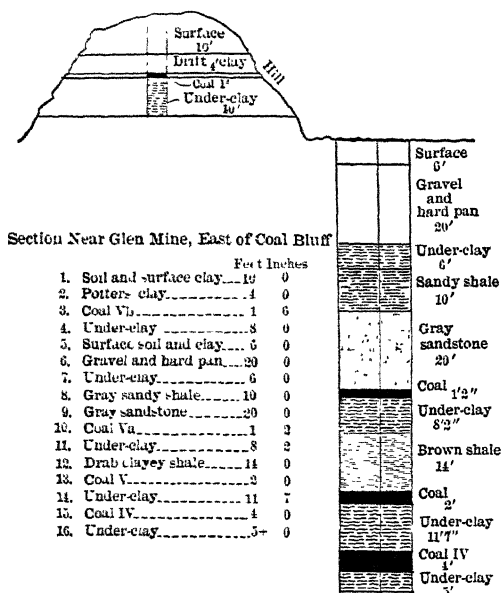 Surface
10'
Drift 4' clay
Hill
Coal 1'
Under-clay
10'
Surface
6'
Gravel
and
hard pan
20'
Under-clay
6'
Sandy shale
10'
Gray
sandstone
20'
Coal
1'2"
Under-clay
8'2"
Brown shale
14'
Coal
2'
Under-clay
11'7"
Coal IV
4'
Under-clay
5'
Section Near Glen Mine, East of Coal Bluff
Feet Inches
1. Soil and surface clay 10 0
2. Potters clay 4 0
3. Coal Vb 1 6
4. Under-clay 8 0
5. Surface soil and clay 6 0
6. Gravel and hard pan 20 0
7. Under-clay 6 0
8. Gray sandy shale 10 0
9. Gray sandstone 20 0
10. Coal Va 1 2
11. Under-clay 8 2
12. Drab clayey shale 14 0
13. Coal V 2 0
14. Under-clay 11 7
15. Coal IV 4 0
16. Under-clay 5+ 0